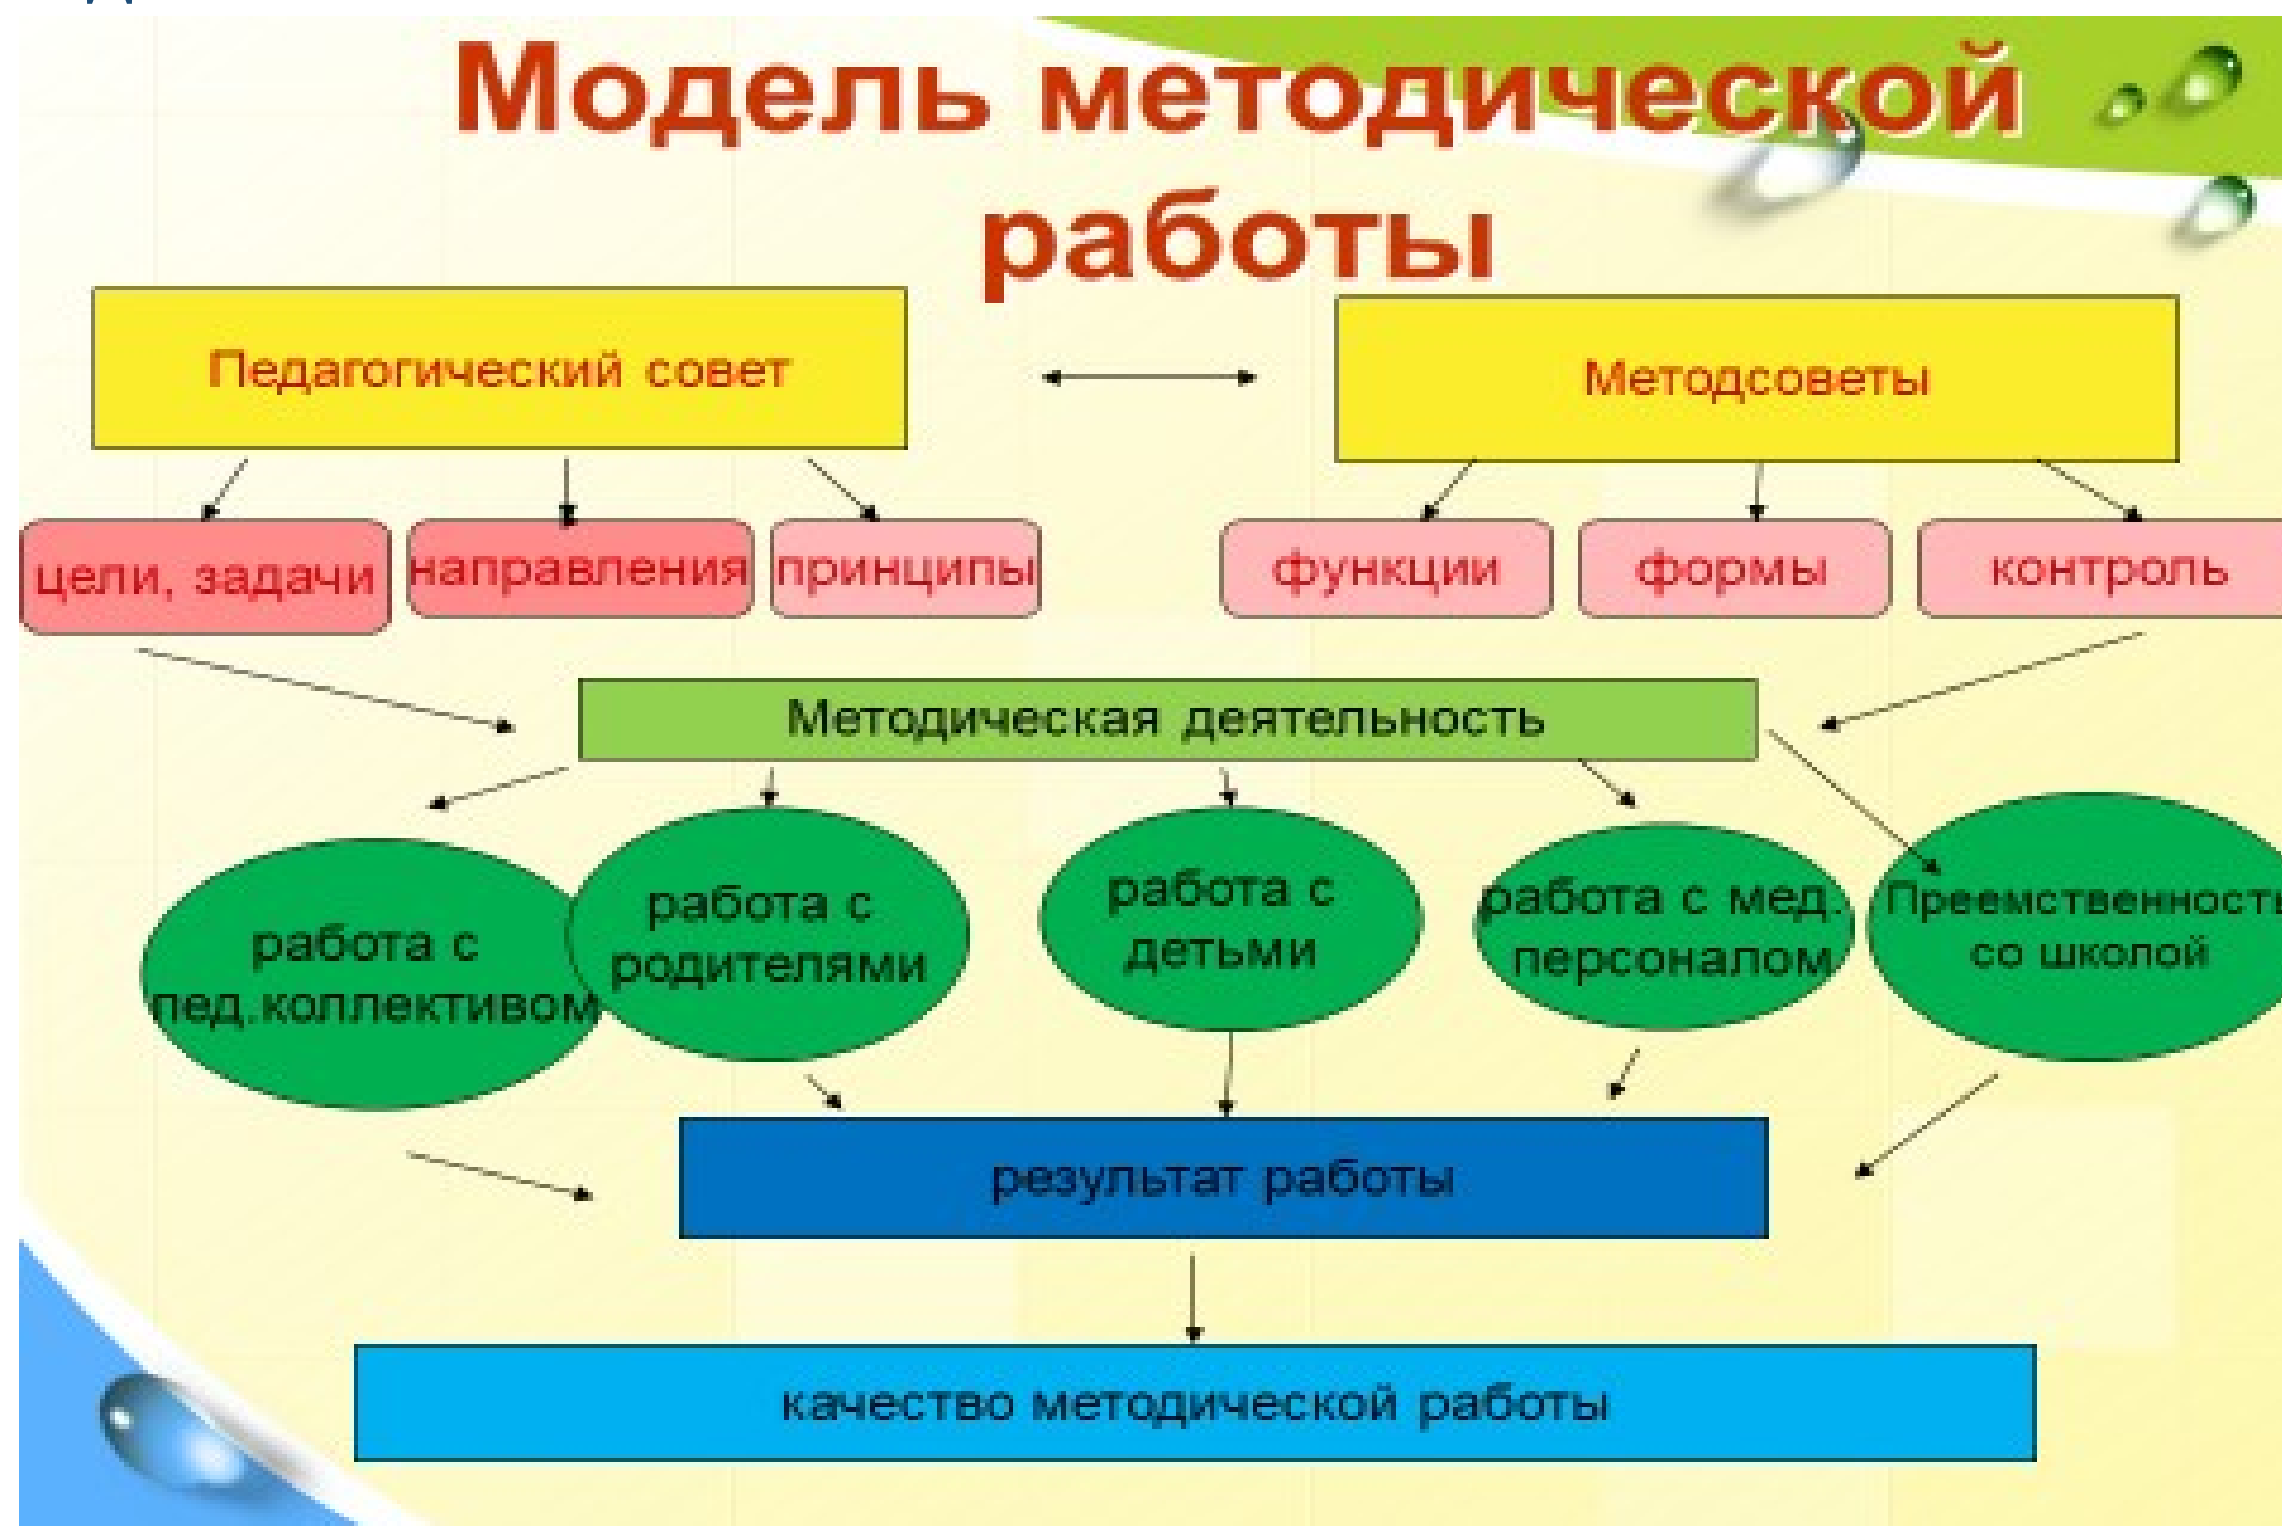 Модель методической
работы
Педагогический совет
Методсоветы
цели, задачи
направления
принципы
функции
формы
контроль
Методическая деятельность
работа с
пед.коллективом
работа с
родителями
работа с
детьми
работа с мед.
персоналом
Преемственность
со школой
результат работы
качество методической работы